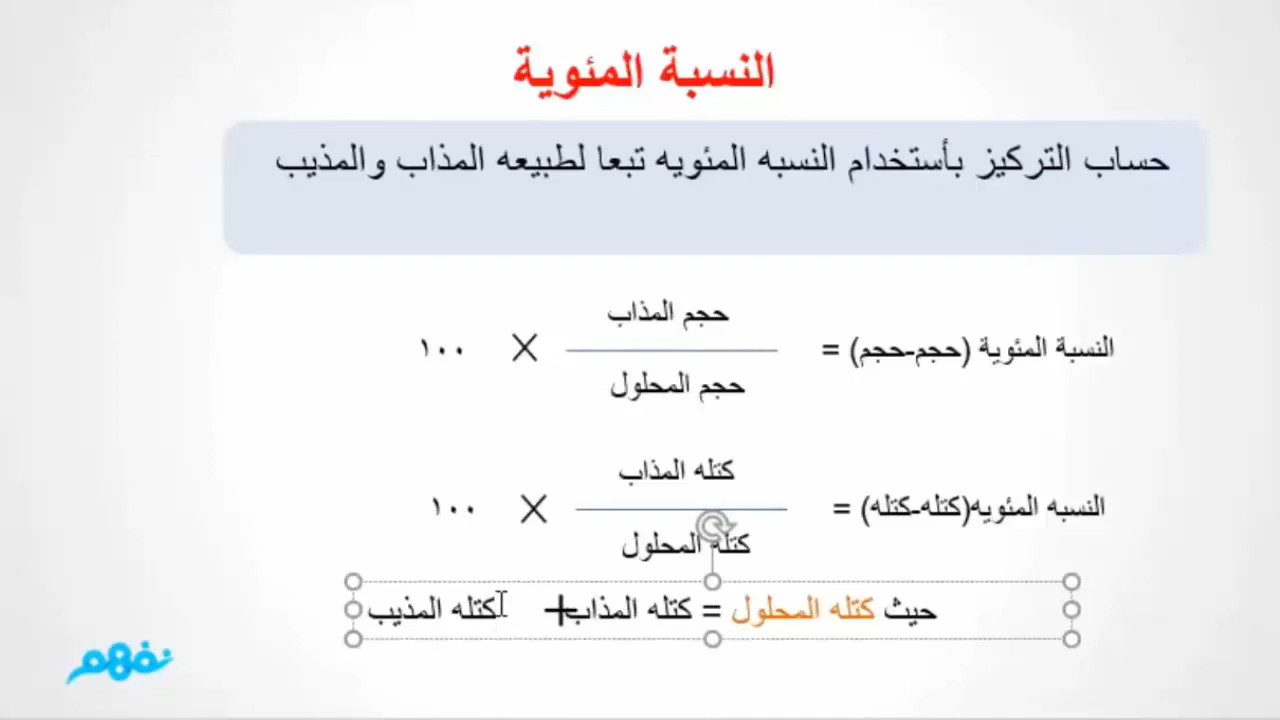 النسبة المئوية
حساب التركيز بأستخدام النسبه المئويه تبعا لطبيعه المذاب والمذيب
النسبة المئوية (حجم-حجم) = حجم المذاب
حجم المحلول
× ١٠٠
النسبه المئويه(كتله-كتله) = كتله المذاب
كتله المحلول
× ١٠٠
حيث كتله المحلول = كتله المذاب + كتله المذيب
نفهم